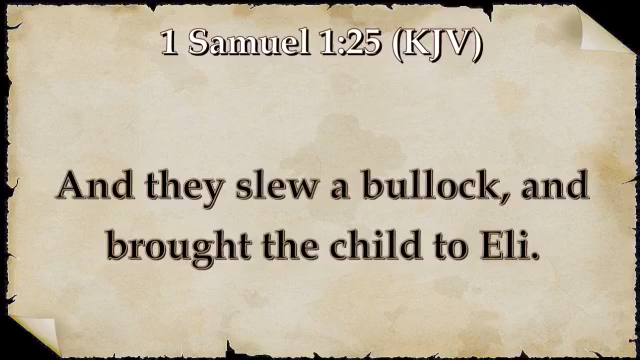 1 Samuel 1:25 (KJV)
And they slew a bullock, and
brought the child to Eli.